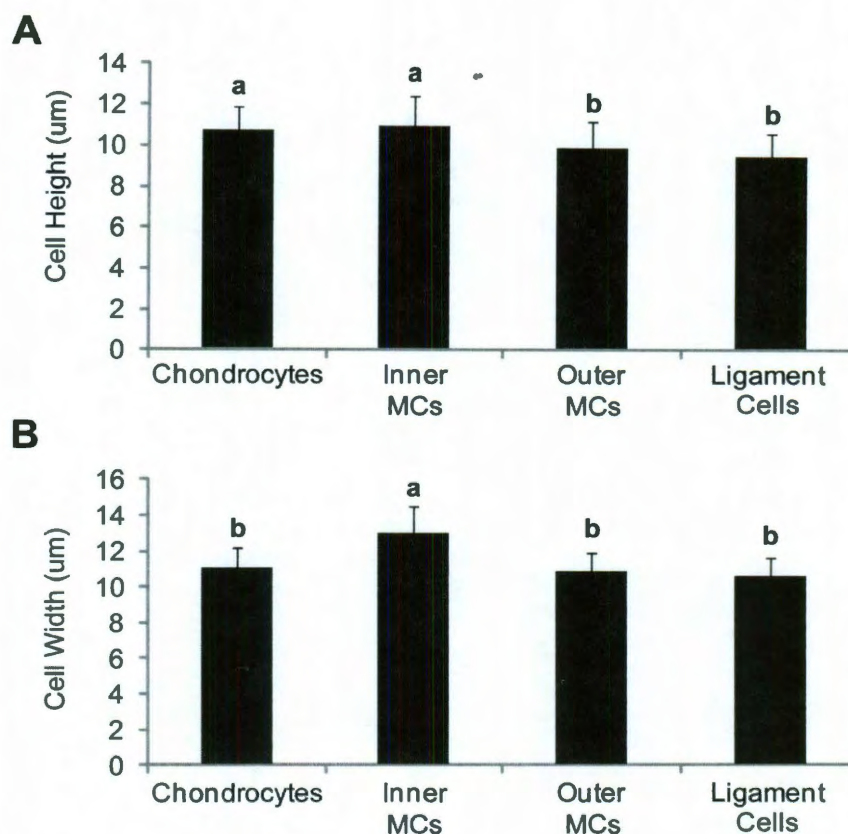 A
Cell Height (um)
14
12
10
8
6
4
2
0
a
a
b
b
Chondrocytes
Inner MCs
Outer MCs
Ligament Cells
B
Cell Width (um)
16
14
12
10
8
6
4
2
0
b
a
b
b
Chondrocytes
Inner MCs
Outer MCs
Ligament Cells